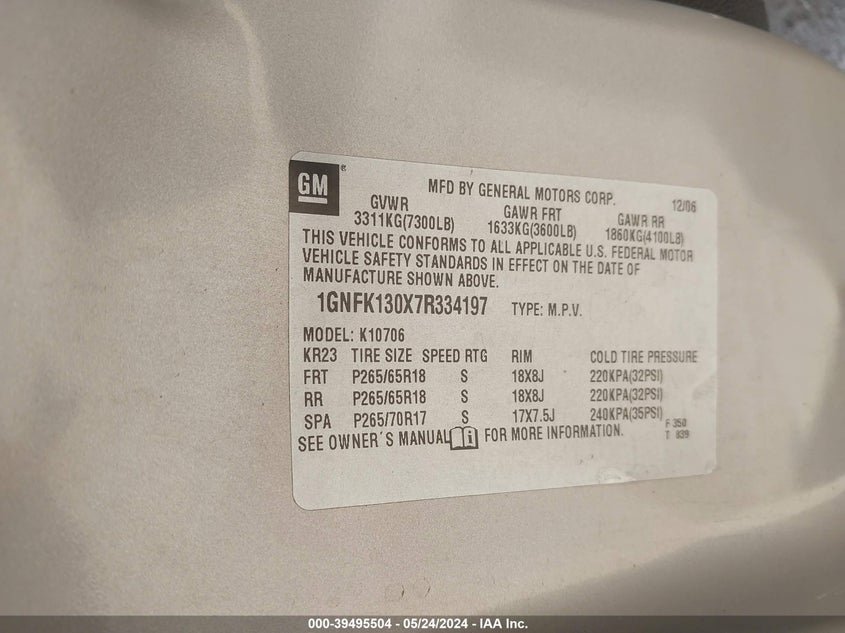 GM®
MFD BY GENERAL MOTORS CORP. 12/06
GVWR GAWR FRT GAWR RR
3311KG(7300LB) 1633KG(3600LB) 1860KG(4100LB)
THIS VEHICLE CONFORMS TO ALL APPLICABLE U.S. FEDERAL MOTOR
VEHICLE SAFETY STANDARDS IN EFFECT ON THE DATE OF
MANUFACTURE SHOWN ABOVE.
1GNFK130X7R334197 TYPE: M.P.V.
MODEL: K10706
KR23 TIRE SIZE SPEED RTG RIM COLD TIRE PRESSURE
FRT P265/65R18 S 18X8J 220KPA(32PSI)
RR P265/65R18 S 18X8J 220KPA(32PSI)
SPA P265/70R17 S 17X7.5J 240KPA(35PSI)
SEE OWNER´S MANUAL i FOR MORE INFORMATION.
F 350
T 839
000-39495504 - 05/24/2024 - IAA Inc.